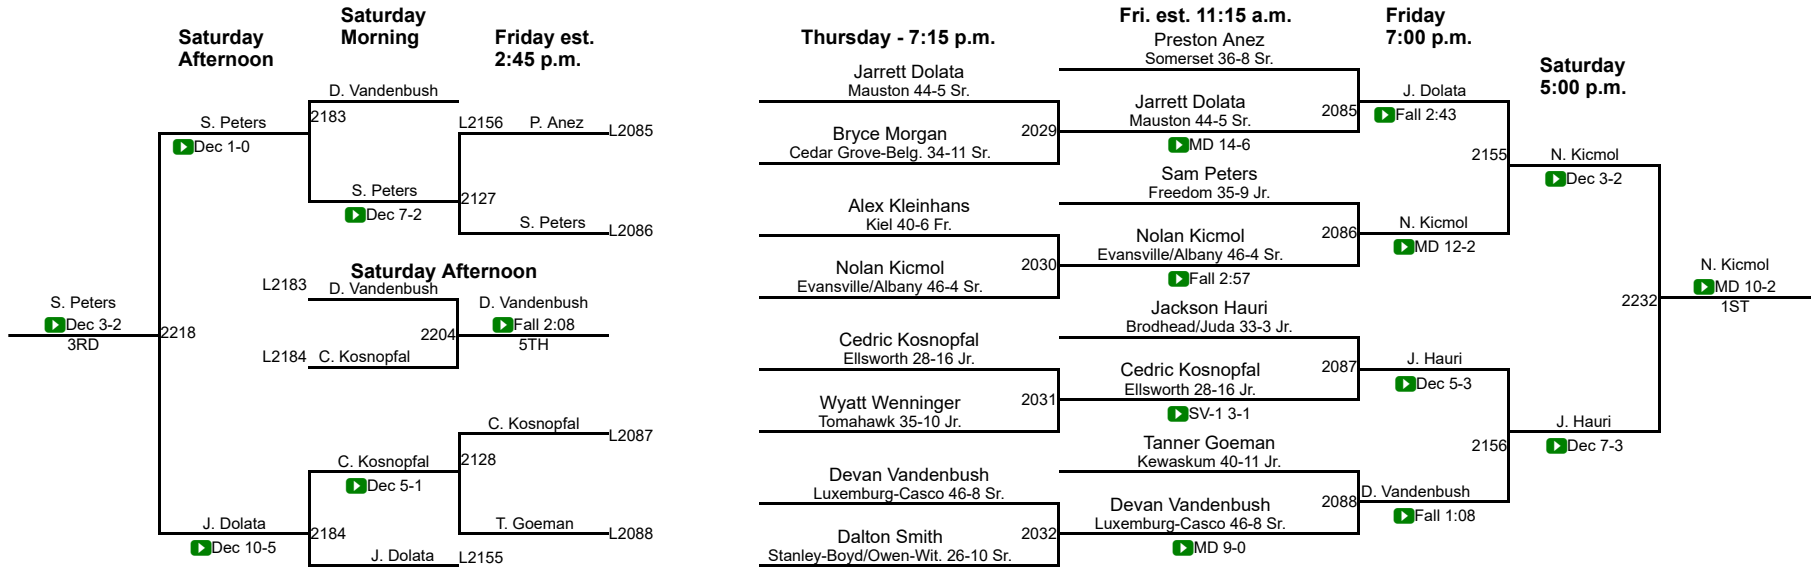 Saturday
Afternoon
Saturday
Morning
Friday est.
2:45 p.m.
D. Vandenbush
2183
S. Peters
Dec 1-0
L2156
P. Anez
L2085
S. Peters
Dec 7-2
2127
S. Peters
L2086
Saturday Afternoon
L2183
D. Vandenbush
S. Peters
Dec 3-2
3RD
2218
2204
D. Vandenbush
Fall 2:08
5TH
L2184
C. Kosnopfal
C. Kosnopfal
L2087
C. Kosnopfal
Dec 5-1
2128
J. Dolata
Dec 10-5
2184
T. Goeman
L2088
J. Dolata
L2155
Thursday - 7:15 p.m.
Jarrett Dolata
Mauston 44-5 Sr.
Bryce Morgan
Cedar Grove-Belg. 34-11 Sr.
2029
Alex Kleinhans
Kiel 40-6 Fr.
Nolan Kicmol
Evansville/Albany 46-4 Sr.
2030
Cedric Kosnopfal
Ellsworth 28-16 Jr.
Wyatt Wenninger
Tomahawk 35-10 Jr.
2031
Devan Vandenbush
Luxemburg-Casco 46-8 Sr.
Dalton Smith
Stanley-Boyd/Owen-Wit. 26-10 Sr.
2032
Fri. est. 11:15 a.m.
Preston Anez
Somerset 36-8 Sr.
Jarrett Dolata
Mauston 44-5 Sr.
MD 14-6
2085
Sam Peters
Freedom 35-9 Jr.
Nolan Kicmol
Evansville/Albany 46-4 Sr.
Fall 2:57
2086
Jackson Hauri
Brodhead/Juda 33-3 Jr.
Cedric Kosnopfal
Ellsworth 28-16 Jr.
SV-1 3-1
2087
Tanner Goeman
Kewaskum 40-11 Jr.
Devan Vandenbush
Luxemburg-Casco 46-8 Sr.
MD 9-0
2088
Friday
7:00 p.m.
J. Dolata
Fall 2:43
2155
N. Kicmol
MD 12-2
J. Hauri
Dec 5-3
2156
D. Vandenbush
Fall 1:08
Saturday
5:00 p.m.
N. Kicmol
Dec 3-2
2232
J. Hauri
Dec 7-3
N. Kicmol
MD 10-2
1ST